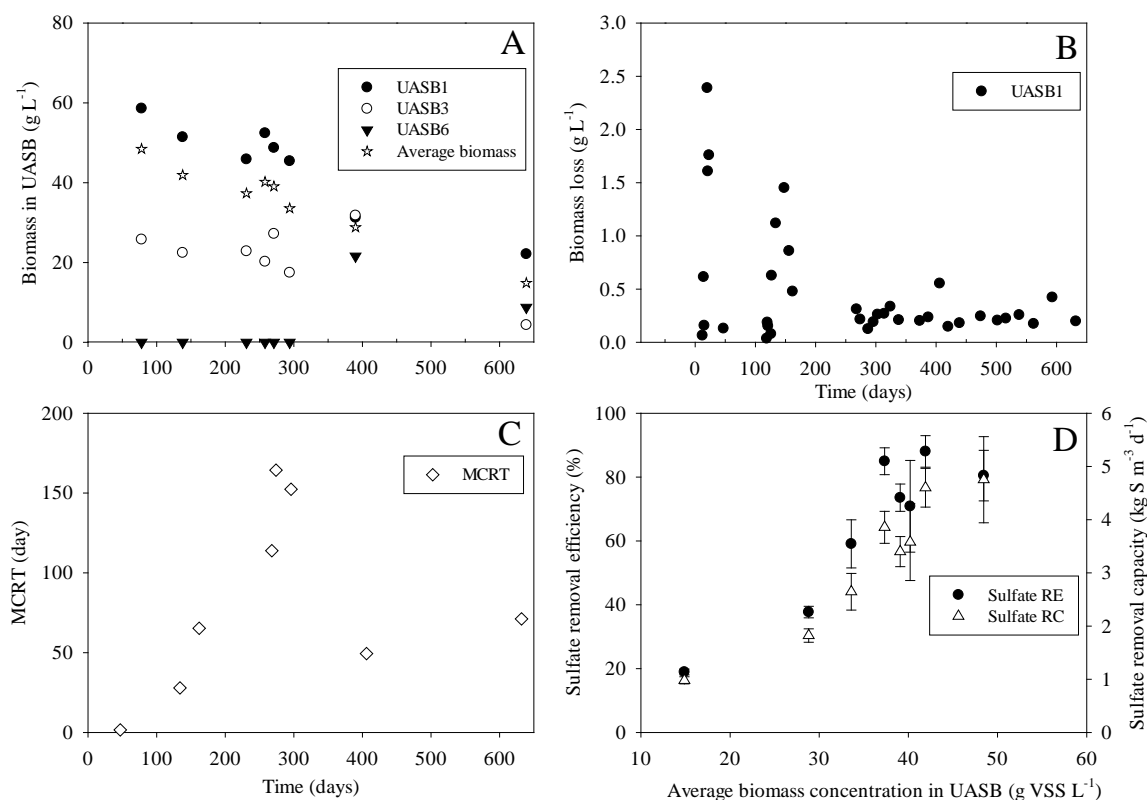 A
80
60
40
20
0
Biomass in UASB (g L-1)
UASB1
UASB3
UASB6
Average biomass
0 100 200 300 400 500 600
B
3.0
2.5
2.0
1.5
1.0
0.5
0.0
Biomass loss (g L-1)
UASB1
0 100 200 300 400 500 600
Time (days)
C
200
150
100
50
0
MCRT (day)
MCRT
0 100 200 300 400 500 600
Time (days)
D
100
80
60
40
20
0
Sulfate removal efficiency (%)
6
5
4
3
2
1
0
Sulfate removal capacity (kg S m-3 d-1)
Sulfate RE
Sulfate RC
10 20 30 40 50 60
Average biomass concentration in UASB (g VSS L-1)